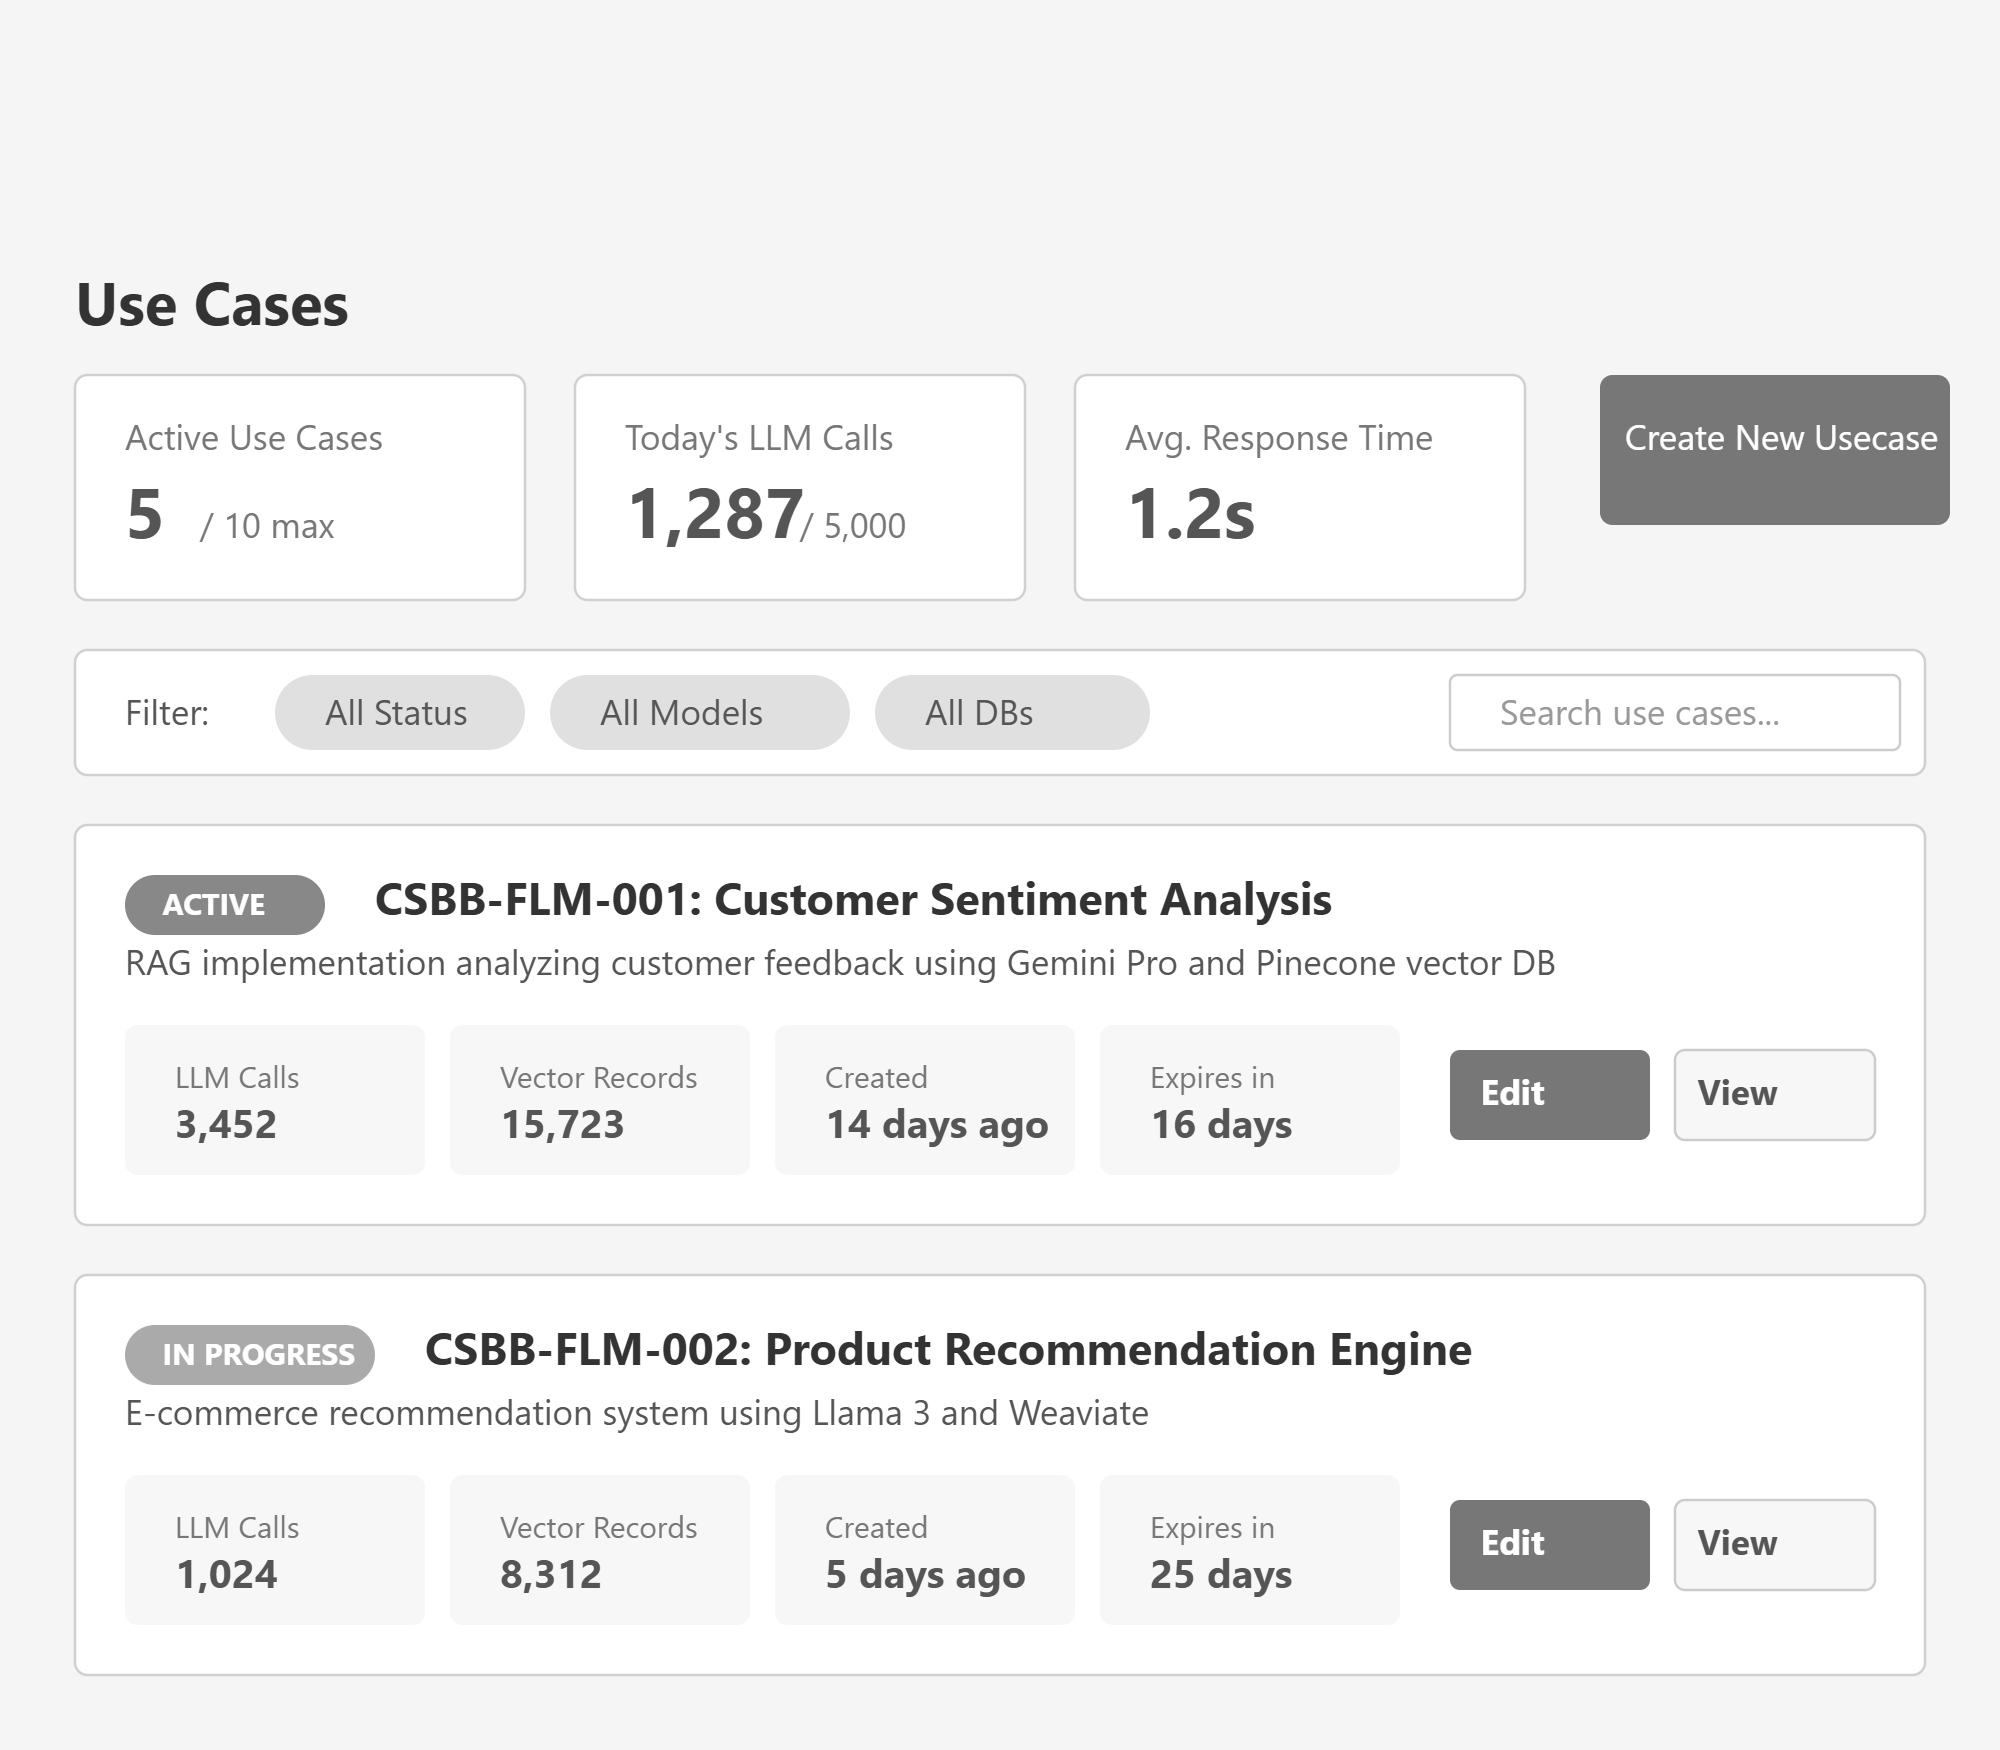 Use Cases
Active Use Cases
5 / 10 max
Today's LLM Calls
1,287/ 5,000
Avg. Response Time
1.2s
Create New Usecase
Filter:
All Status
All Models
All DBs
Search use cases...
ACTIVE
CSBB-FLM-001: Customer Sentiment Analysis
RAG implementation analyzing customer feedback using Gemini Pro and Pinecone vector DB
LLM Calls
3,452
Vector Records
15,723
Created
14 days ago
Expires in
16 days
Edit
View
IN PROGRESS
CSBB-FLM-002: Product Recommendation Engine
E-commerce recommendation system using Llama 3 and Weaviate
LLM Calls
1,024
Vector Records
8,312
Created
5 days ago
Expires in
25 days
Edit
View